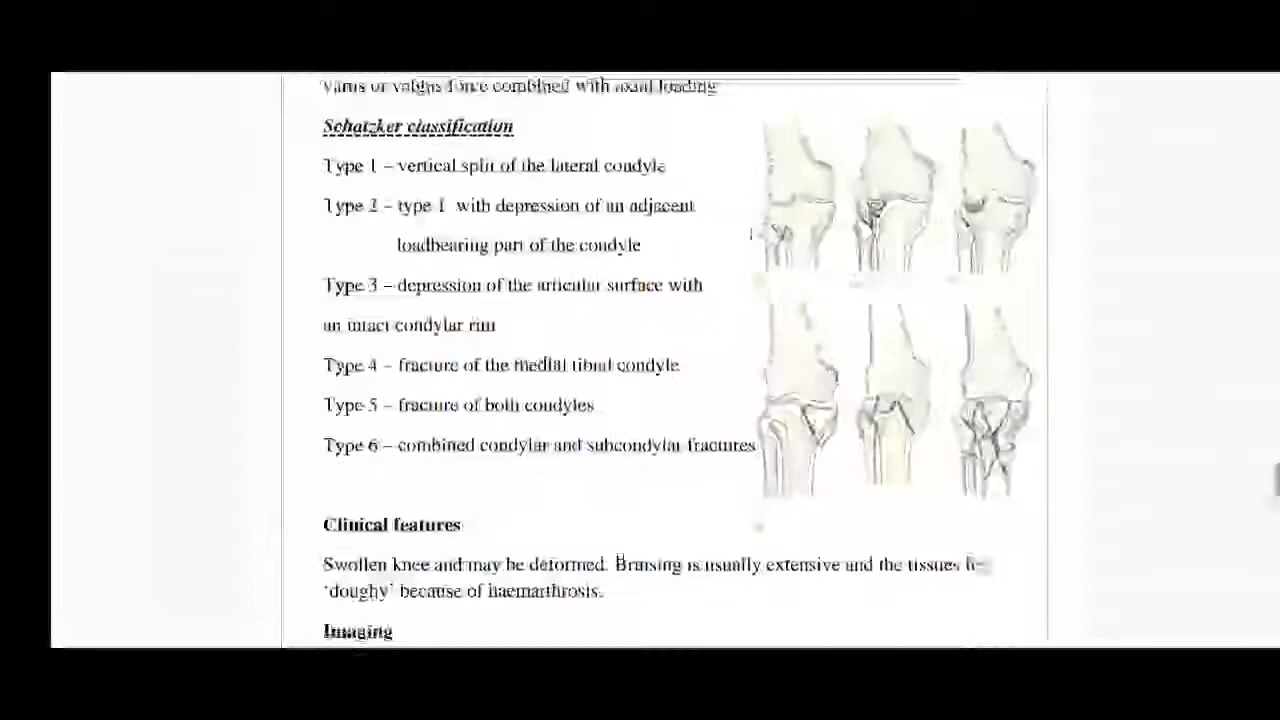 Varus or valgus force combined with axial loading
Schatzker classification
Type 1 – vertical split of the lateral condyle
Type 2 – type 1 with depression of an adjacent
loadbearing part of the condyle
Type 3 – depression of the articular surface with
an intact condylar rim
Type 4 – fracture of the medial tibial condyle
Type 5 – fracture of both condyles
Type 6 – combined condylar and subcondylar fractures
Clinical features
Swollen knee and may be deformed. Bruising is usually extensive and the tissues
'doughy' because of haemarthrosis.
Imaging